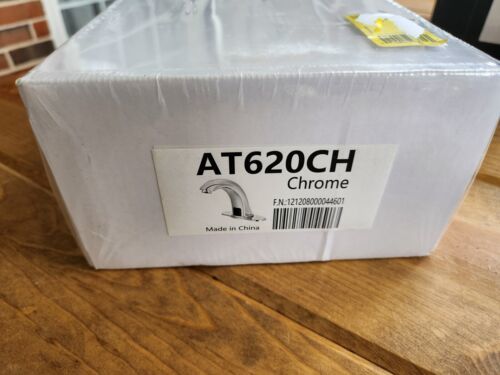 AT620CH
Chrome
F.N.:121208000044601
Made in China